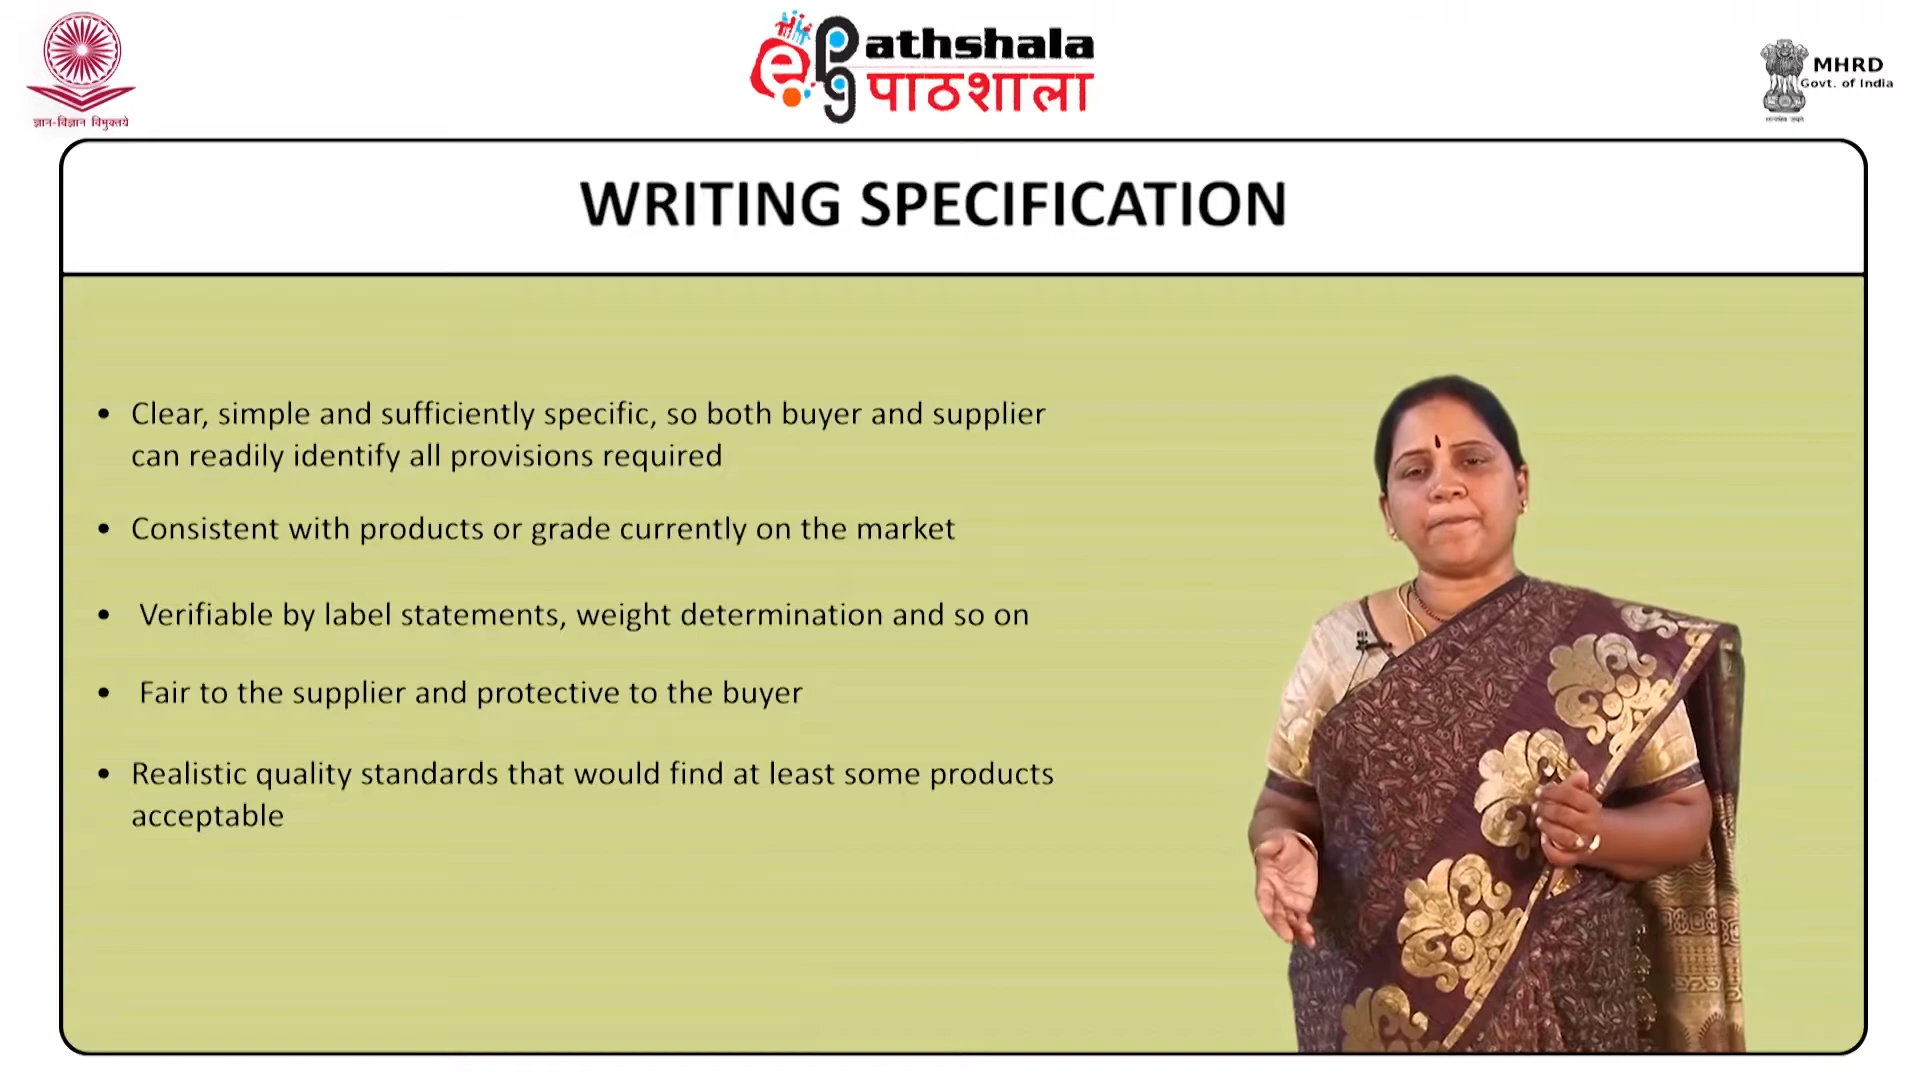 ज्ञान-विज्ञान विमुक्तये
e pg Pathshala
पाठशाला
MHRD
Govt. of India
WRITING SPECIFICATION
• Clear, simple and sufficiently specific, so both buyer and supplier
can readily identify all provisions required
• Consistent with products or grade currently on the market
• Verifiable by label statements, weight determination and so on
• Fair to the supplier and protective to the buyer
• Realistic quality standards that would find at least some products
acceptable